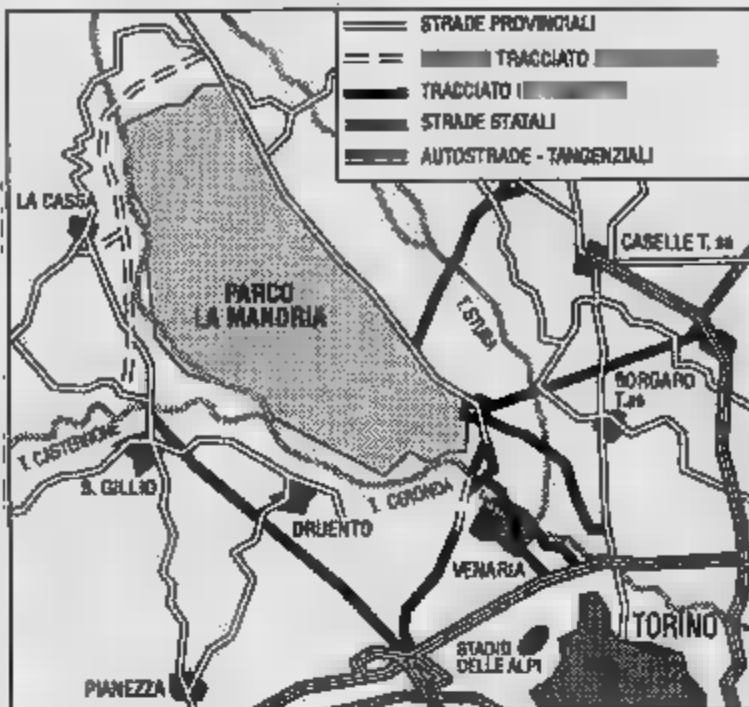 STRADE PROVINCIALI
TRACCIATO
TRACCIATO
STRADE STATALI
AUTOSTRADE - TANGENZIALI
LA CASSA
CASELLE T.se
PARCO
LA MANDRIA
T. STURA
BORGARO
T.se
T. CASTERNONE
S. GILLIO
T. CERONDA
DRUENTO
VENARIA
TORINO
STADIO
DELLE ALPI
PIANEZZA